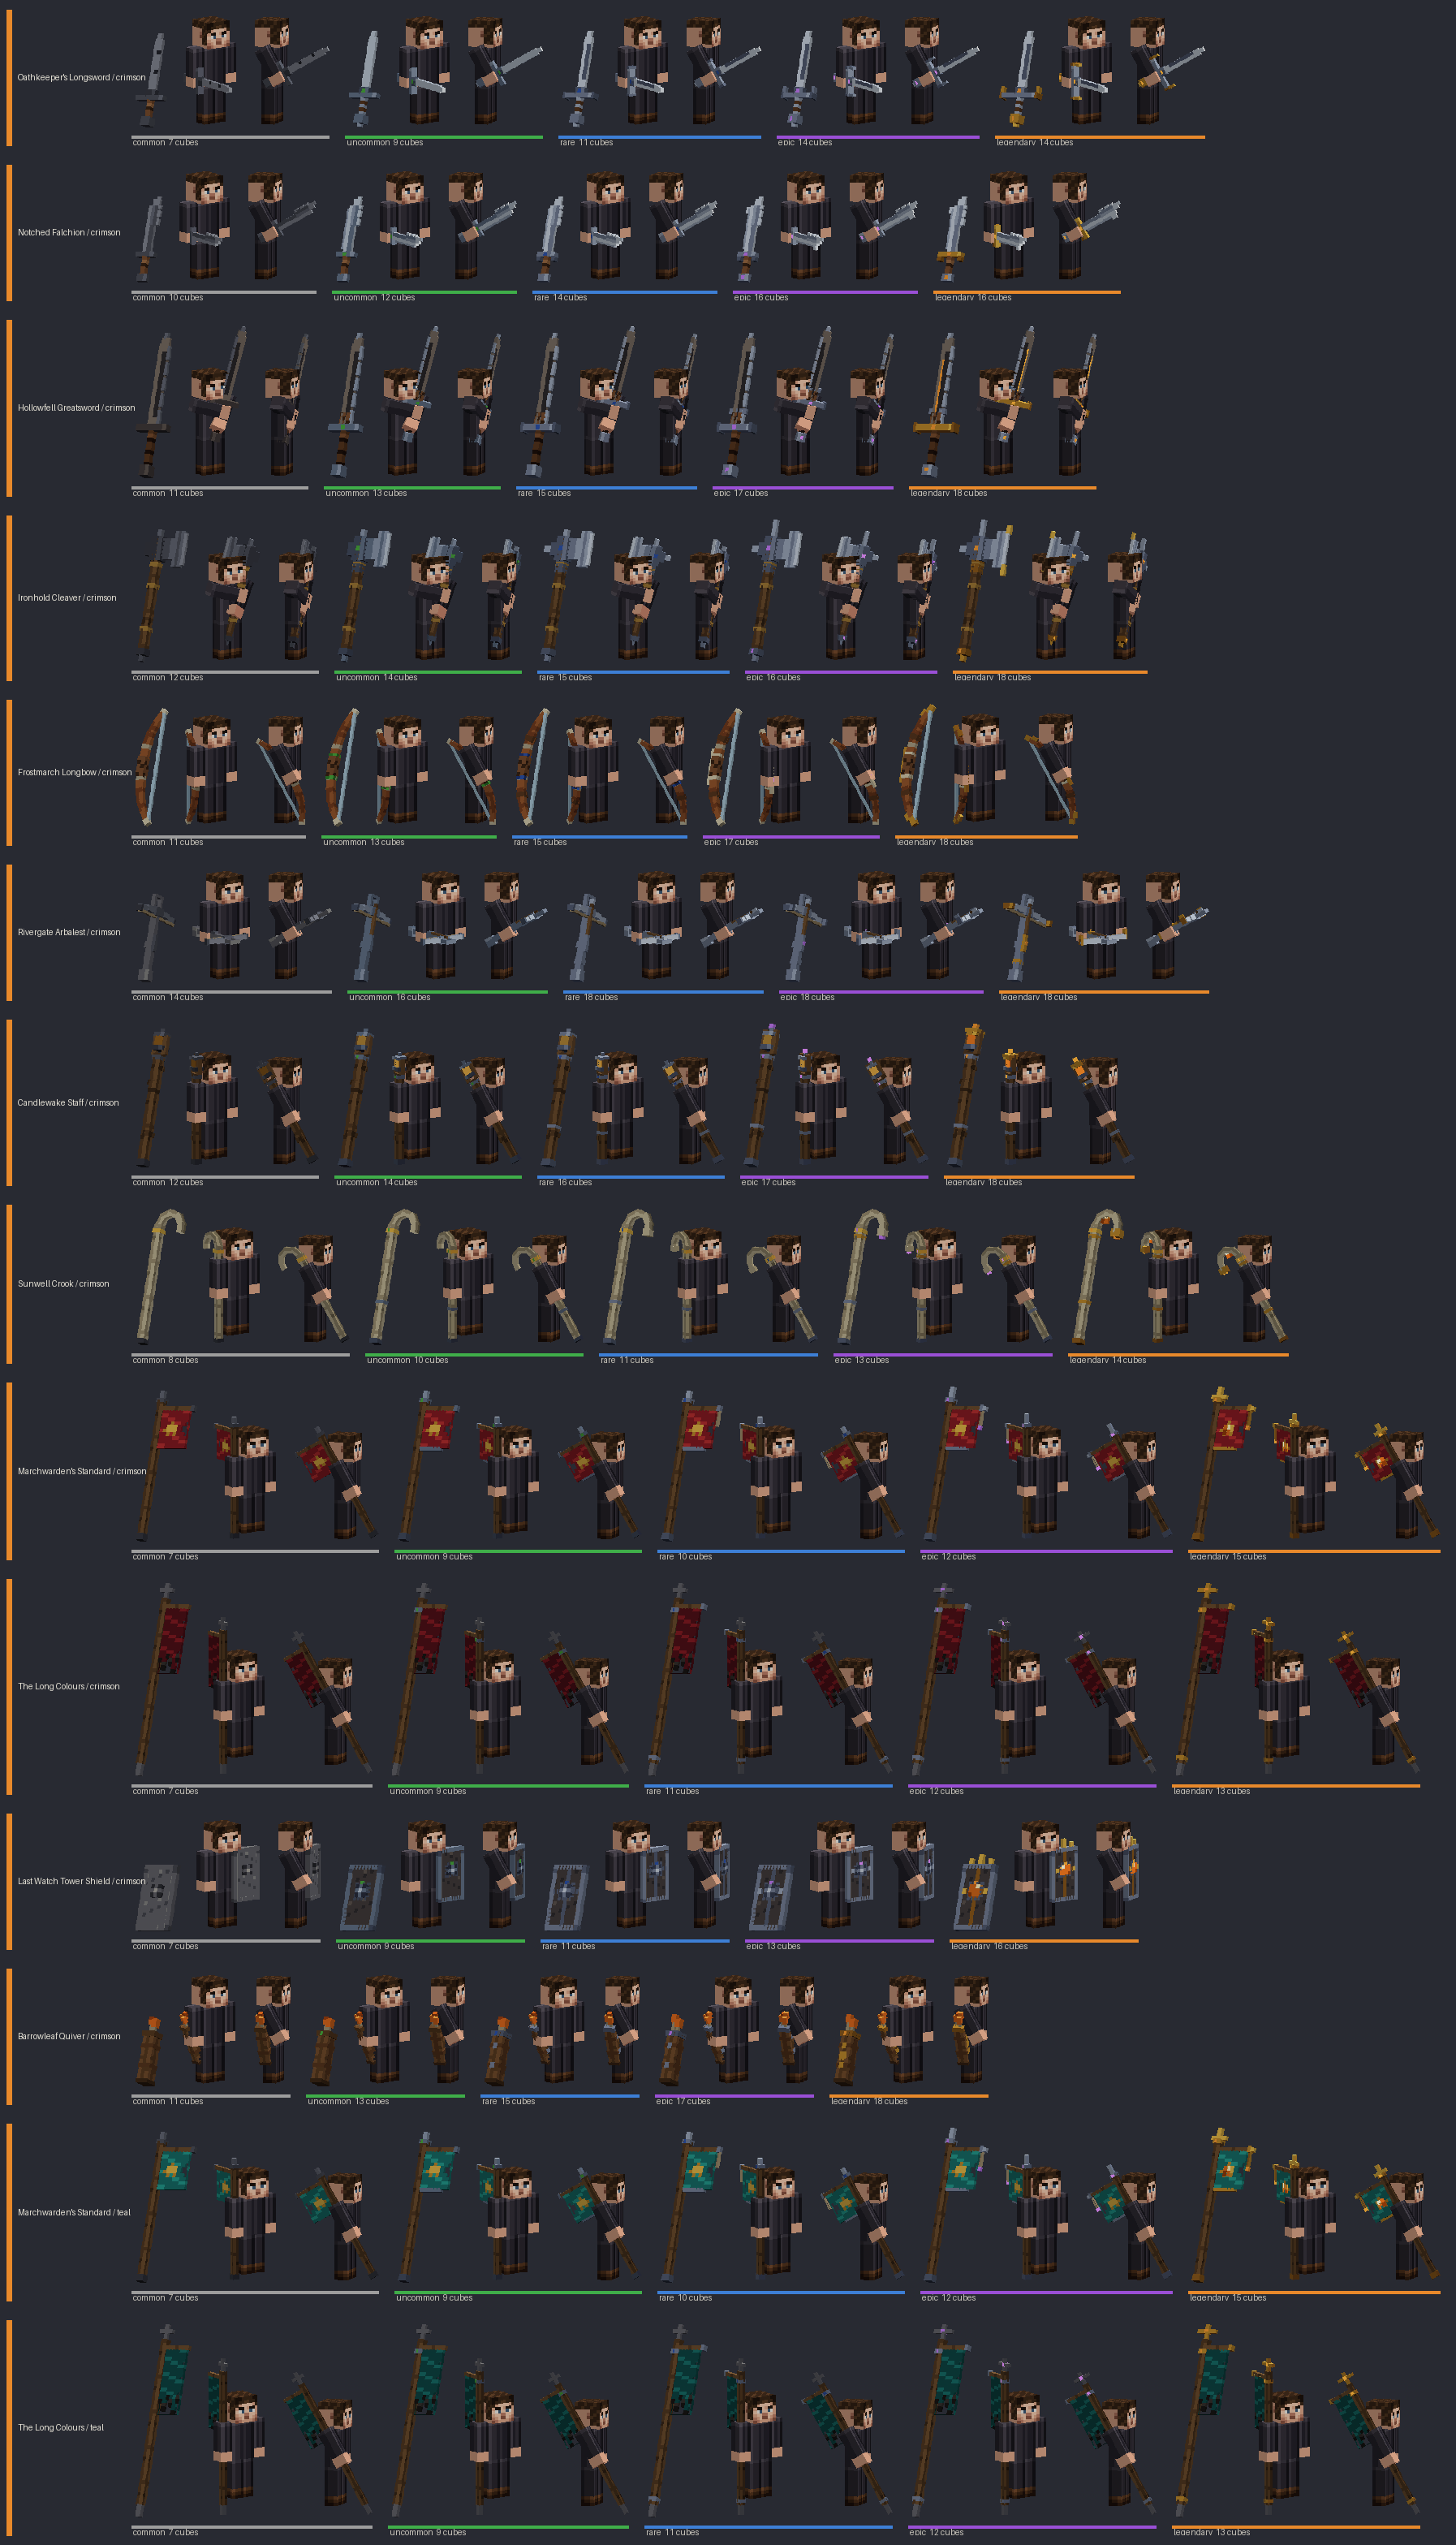 Oathkeeper's Longsword / crimson
common 7 cubes
uncommon 9 cubes
rare 11 cubes
epic 14 cubes
legendary 14 cubes
Notched Falchion / crimson
common 10 cubes
uncommon 12 cubes
rare 14 cubes
epic 16 cubes
legendary 16 cubes
Hollowfell Greatsword / crimson
common 11 cubes
uncommon 13 cubes
rare 15 cubes
epic 17 cubes
legendary 18 cubes
Ironhold Cleaver / crimson
common 12 cubes
uncommon 14 cubes
rare 15 cubes
epic 16 cubes
legendary 18 cubes
Frostmarch Longbow / crimson
common 11 cubes
uncommon 13 cubes
rare 15 cubes
epic 17 cubes
legendary 18 cubes
Rivergate Arbalest / crimson
common 14 cubes
uncommon 16 cubes
rare 18 cubes
epic 18 cubes
legendary 18 cubes
Candlewake Staff / crimson
common 12 cubes
uncommon 14 cubes
rare 16 cubes
epic 17 cubes
legendary 18 cubes
Sunwell Crook / crimson
common 8 cubes
uncommon 10 cubes
rare 11 cubes
epic 13 cubes
legendary 14 cubes
Marchwarden's Standard / crimson
common 7 cubes
uncommon 9 cubes
rare 10 cubes
epic 12 cubes
legendary 15 cubes
The Long Colours / crimson
common 7 cubes
uncommon 9 cubes
rare 11 cubes
epic 12 cubes
legendary 13 cubes
Last Watch Tower Shield / crimson
common 7 cubes
uncommon 9 cubes
rare 11 cubes
epic 13 cubes
legendary 16 cubes
Barrowleaf Quiver / crimson
common 11 cubes
uncommon 13 cubes
rare 15 cubes
epic 17 cubes
legendary 18 cubes
Marchwarden's Standard / teal
common 7 cubes
uncommon 9 cubes
rare 10 cubes
epic 12 cubes
legendary 15 cubes
The Long Colours / teal
common 7 cubes
uncommon 9 cubes
rare 11 cubes
epic 12 cubes
legendary 13 cubes